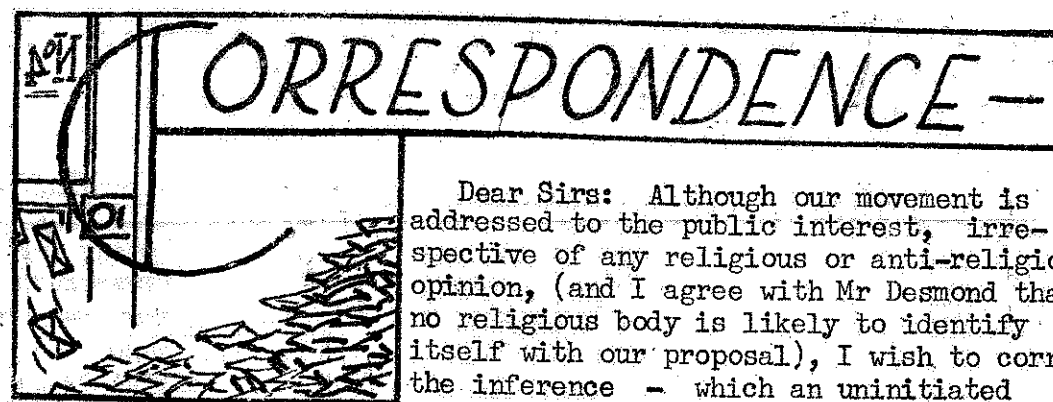 CORRESPONDENCE –
Dear Sirs: Although our movement is
addressed to the public interest, irre-
spective of any religious or anti-religio
opinion, (and I agree with Mr Desmond tha
no religious body is likely to identify
itself with our proposal), I wish to corr
the inference - which an uninitiated